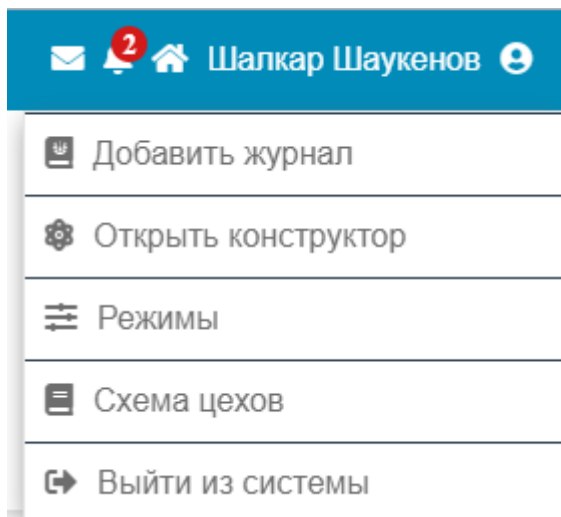 2
Шалкар Шаукенов
Добавить журнал
Открыть конструктор
Режимы
Схема цехов
Выйти из системы